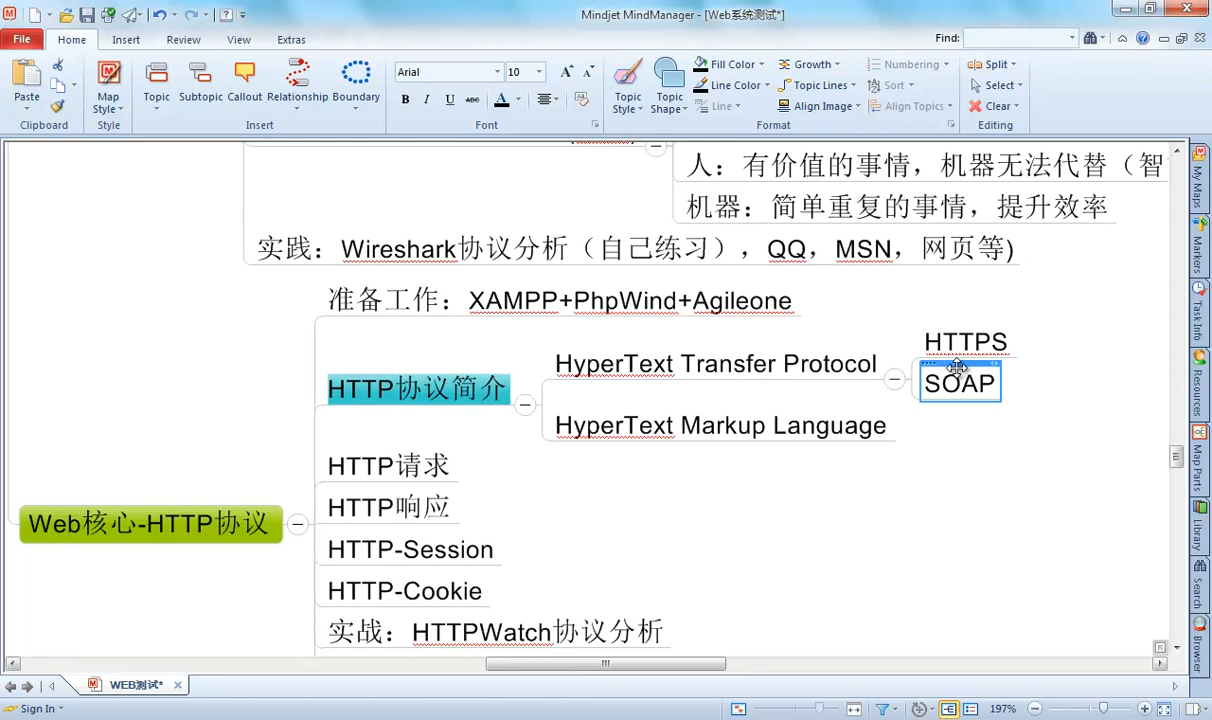 Mindjet MindManager - [Web系统测试*]
File Home Insert Review View Extras Find:
Paste Map Style Topic Subtopic Callout Relationship Boundary Arial 10 Topic Style Topic Shape Fill Color Line Color Line Growth Topic Lines Align Image Numbering Sort Align Topics Split Select Clear
B I U abc A
Clipboard Style Insert Font Format Editing
人：有价值的事情，机器无法代替（智
机器：简单重复的事情，提升效率
实践：Wireshark协议分析（自己练习），QQ，MSN，网页等)
准备工作：XAMPP+PhpWind+Agileone
HTTPS
HyperText Transfer Protocol
SOAP
HTTP协议简介
HyperText Markup Language
HTTP请求
HTTP响应
Web核心-HTTP协议
HTTP-Session
HTTP-Cookie
实战：HTTPWatch协议分析
My Maps
Markers
Task Info
Resources
Map Parts
Library
Search
Browser
WEB测试*
Sign In 197%